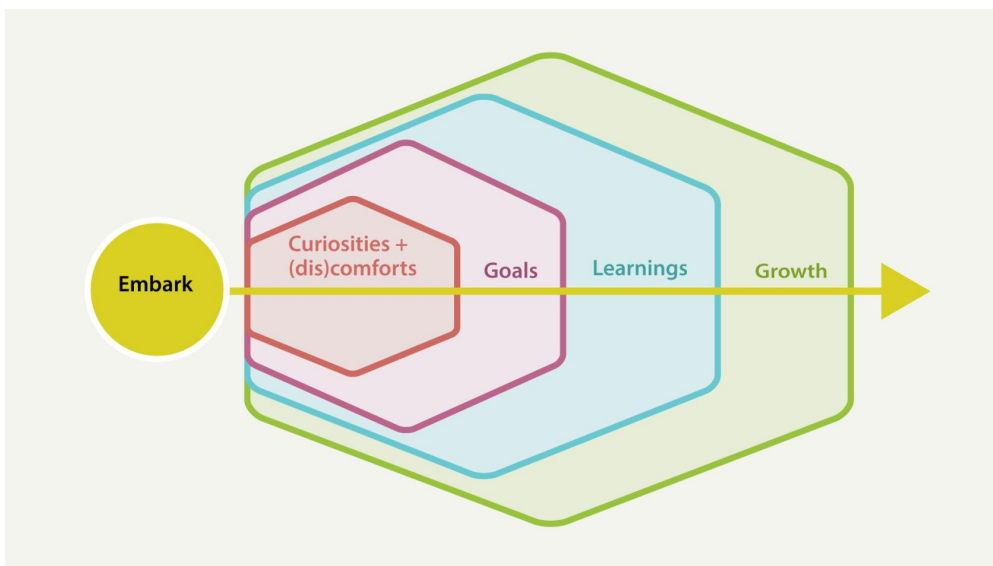 Embark
Curiosities +
(dis)comforts
Goals
Learnings
Growth